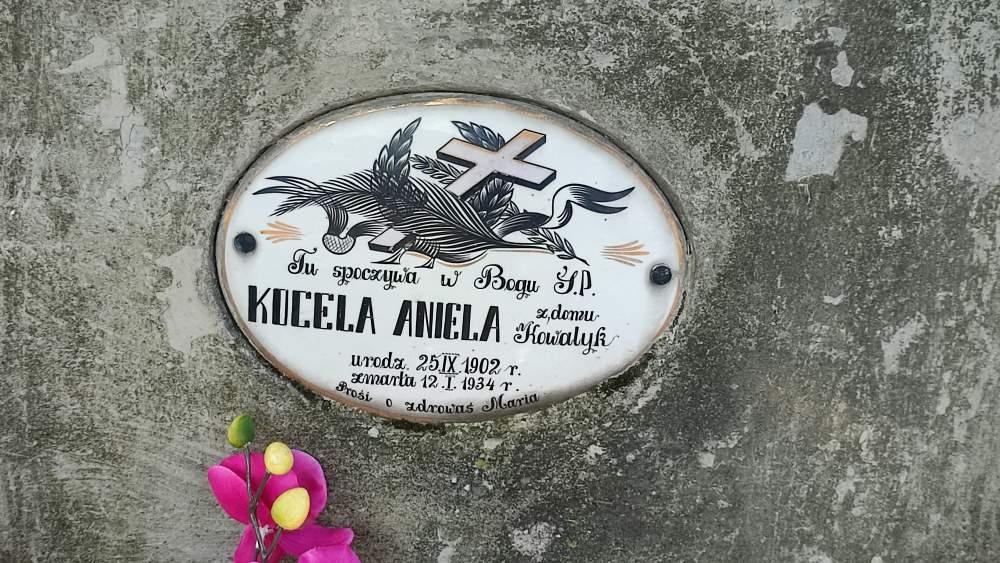 Tu spoczywa w Bogu Ś.P.
KOCELA ANIELA z,domu Kowalyk
urodz. 25.IX.1902 r.
zmarła 12.I.1934 r.
Prosi o zdrowaś Maria